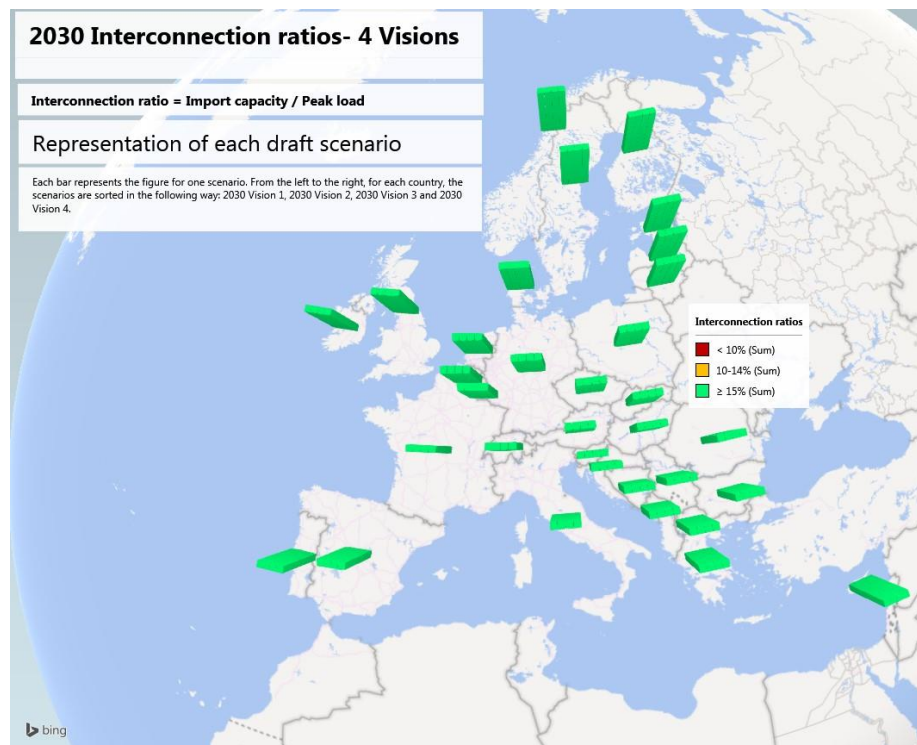 2030 Interconnection ratios- 4 Visions
Interconnection ratio = Import capacity / Peak load
Representation of each draft scenario
Each bar represents the figure for one scenario. From the left to the right, for each country, the
scenarios are sorted in the following way: 2030 Vision 1, 2030 Vision 2, 2030 Vision 3 and 2030
Vision 4.
Interconnection ratios
< 10% (Sum)
10-14% (Sum)
≥ 15% (Sum)
bing